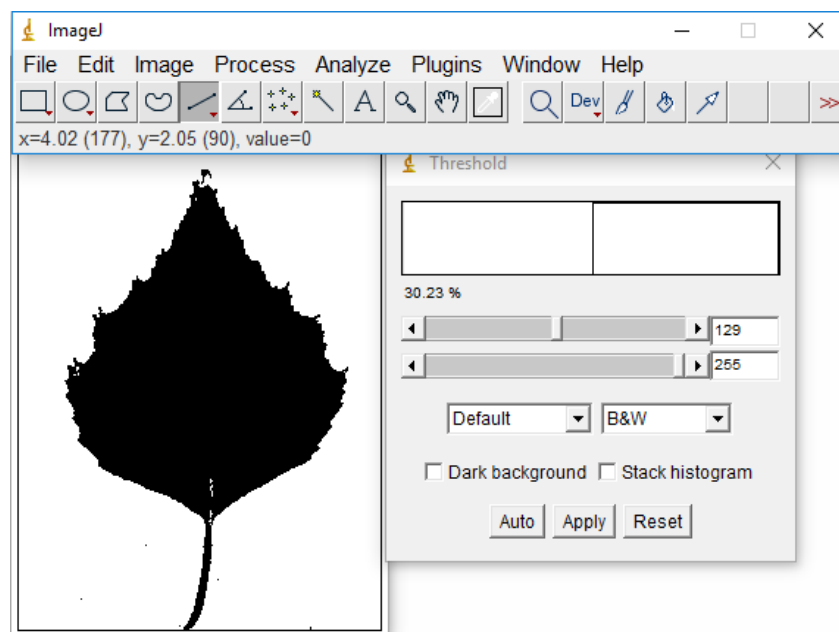 ImageJ
File Edit Image Process Analyze Plugins Window Help
A Dev >>
x=4.02 (177), y=2.05 (90), value=0
Threshold
30.23 %
129
255
Default B&W
Dark background Stack histogram
Auto Apply Reset